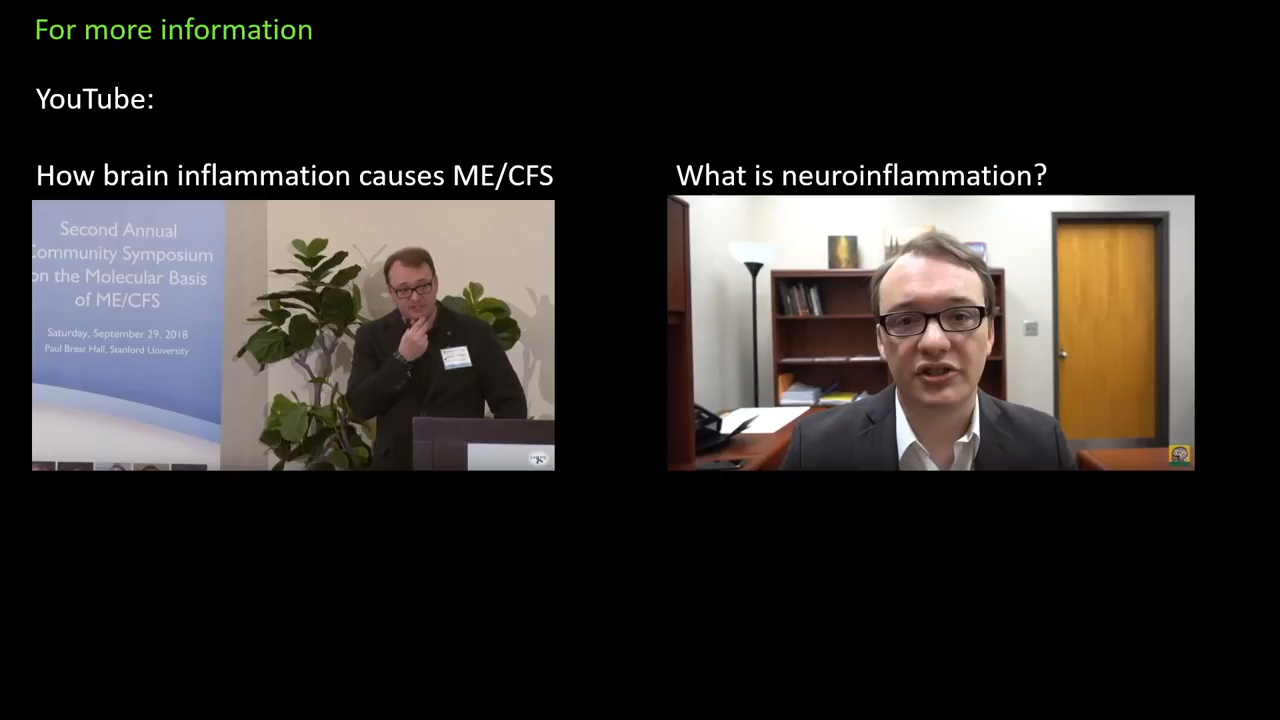 For more information
YouTube:
How brain inflammation causes ME/CFS
What is neuroinflammation?
Second Annual
Community Symposium
on the Molecular Basis
of ME/CFS
Saturday, September 29, 2018
Paul Brest Hall, Stanford University